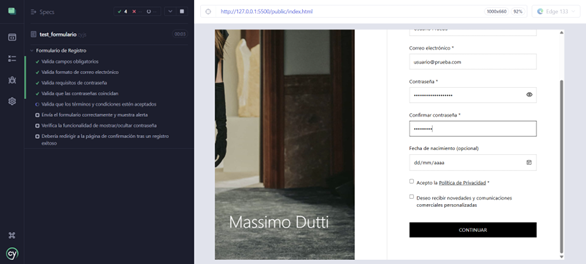 Specs
4
test_formulario
Formulario de Registro
Valida campos obligatorios
Valida formato de correo electrónico
Valida requisitos de contraseña
Valida que las contraseñas coincidan
Valida que los términos y condiciones estén aceptados
Envía el formulario correctamente y muestra alerta
Verifica la funcionalidad de mostrar/ocultar contraseña
Debería redirigir a la página de confirmación tras un registro
exitoso
cy
http://127.0.0.1:5500/public/index.html
1000x660
92%
Edge 133
Correo electrónico *
usuario@prueba.com
Contraseña *
Confirmar contraseña *
Fecha de nacimiento (opcional)
dd/mm/aaaa
Acepto la Política de Privacidad *
Deseo recibir novedades y comunicaciones
comerciales personalizadas
CONTINUAR
Massimo Dutti